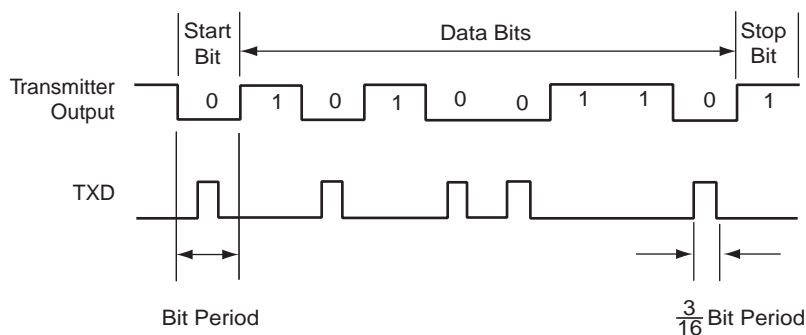 Start
Bit
Data Bits
Stop
Bit
Transmitter
Output
0 1 0 1 0 0 1 1 0 1
TXD
Bit Period
3/16 Bit Period